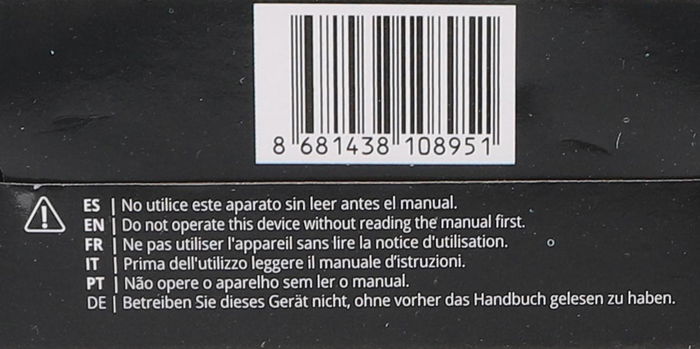 8 681438 108951
ES | No utilice este aparato sin leer antes el manual.
EN | Do not operate this device without reading the manual first.
FR | Ne pas utiliser l'appareil sans lire la notice d'utilisation.
IT | Prima dell'utilizzo leggere il manuale d'istruzioni.
PT | Não opere o aparelho sem ler o manual.
DE | Betreiben Sie dieses Gerät nicht, ohne vorher das Handbuch gelesen zu haben.